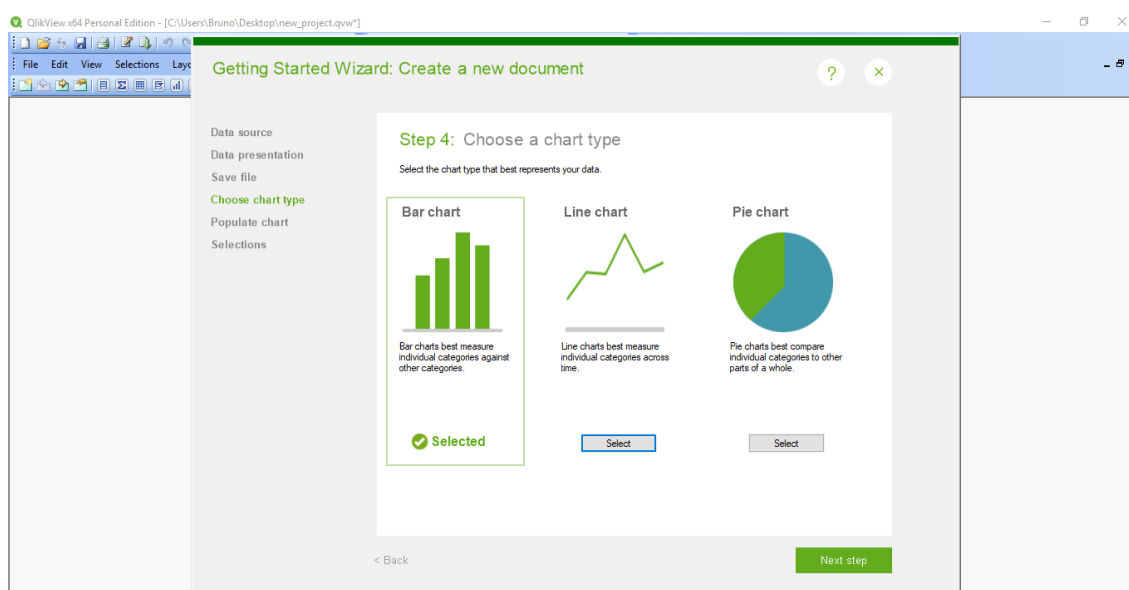 QlikView x64 Personal Edition - [C:\Users\Bruno\Desktop\new_project.qvw*]
File Edit View Selections Layo
Getting Started Wizard: Create a new document
?
Data source
Data presentation
Save file
Choose chart type
Populate chart
Selections
Step 4: Choose a chart type
Select the chart type that best represents your data.
Bar chart
Bar charts best measure
individual categories against
other categories.
Selected
Line chart
Line charts best measure
individual categories across
time.
Select
Pie chart
Pie charts best compare
individual categories to other
parts of a whole.
Select
< Back
Next step